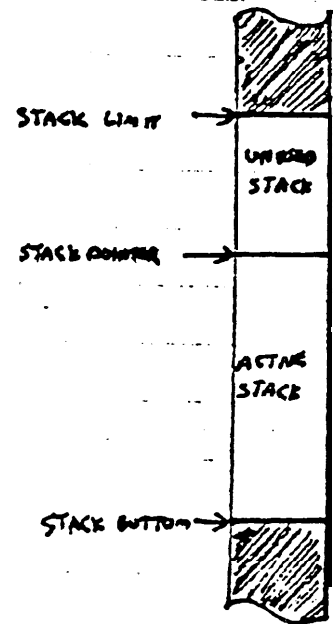 STACK LIMIT
UNUSED
STACK
STACK POINTER
ACTIVE
STACK
STACK BOTTOM